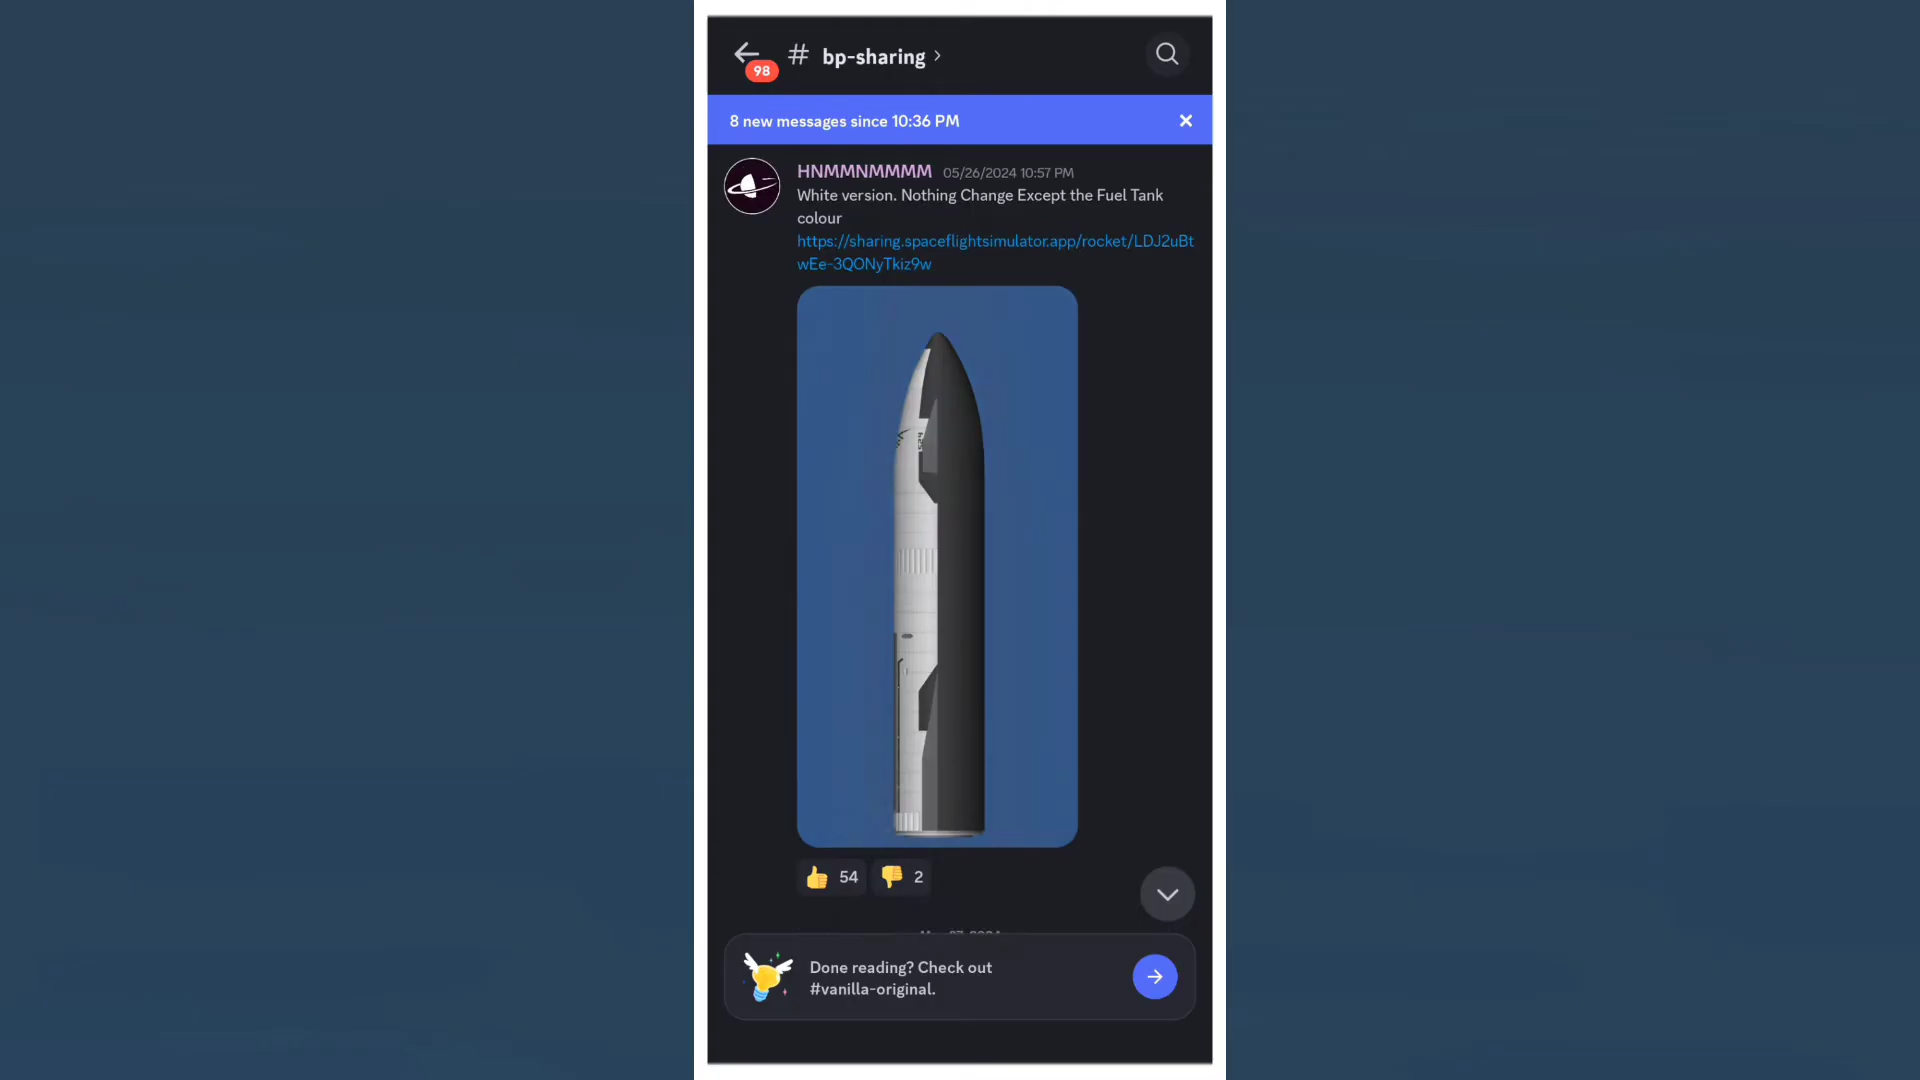 # bp-sharing >
98
8 new messages since 10:36 PM
HNMMNMMMM 05/26/2024 10:57 PM
White version. Nothing Change Except the Fuel Tank
colour
https://sharing.spaceflightsimulator.app/rocket/LDJ2uBt
wEe-3QONyTkiz9w
54 2
Done reading? Check out
#vanilla-original.